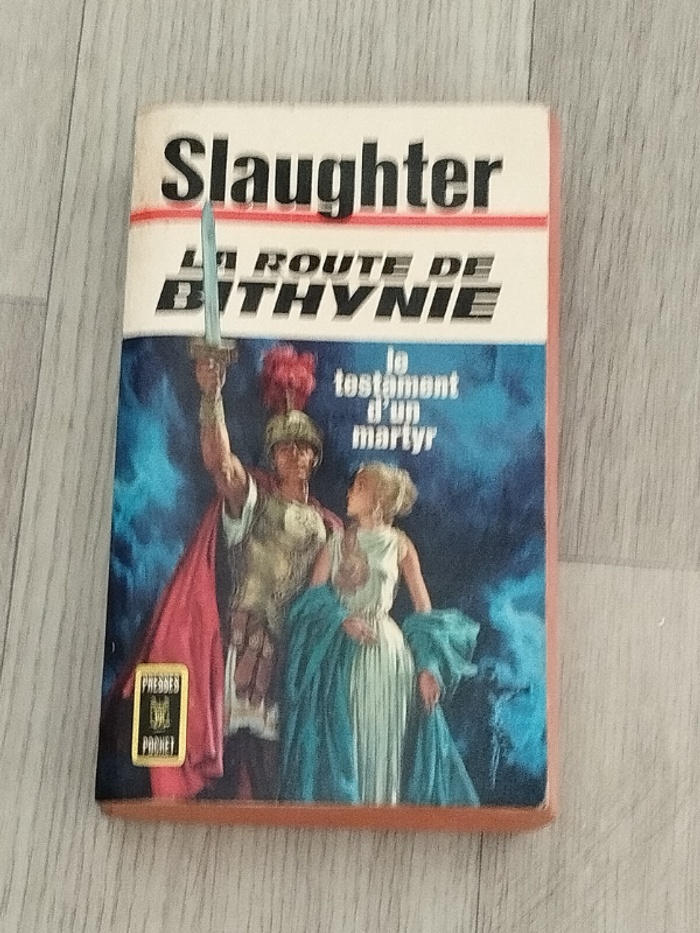 Slaughter
LA ROUTE DE
BITHYNIE
le
testament
d'un
martyr
PRESSES
POCKET